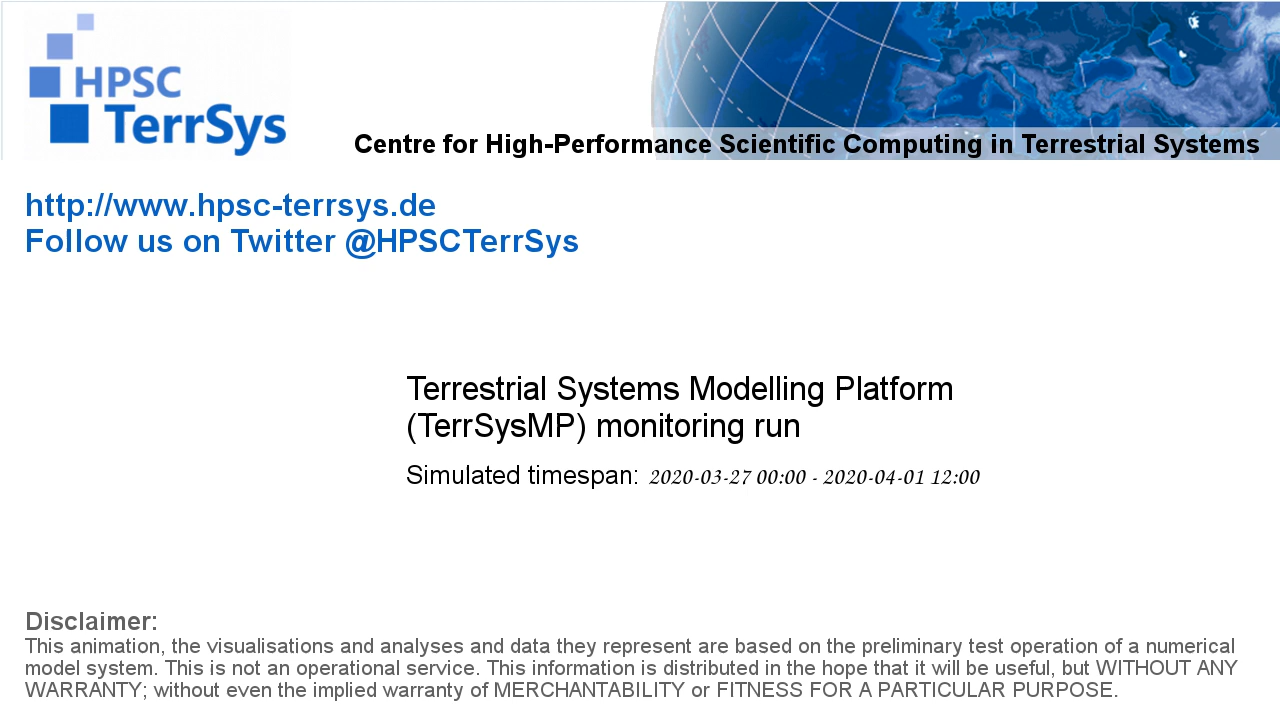 HPSC
TerrSys
Centre for High-Performance Scientific Computing in Terrestrial Systems
http://www.hpsc-terrsys.de
Follow us on Twitter @HPSCTerrSys
Terrestrial Systems Modelling Platform
(TerrSysMP) monitoring run
Simulated timespan: 2020-03-27 00:00 - 2020-04-01 12:00
Disclaimer:
This animation, the visualisations and analyses and data they represent are based on the preliminary test operation of a numerical
model system. This is not an operational service. This information is distributed in the hope that it will be useful, but WITHOUT ANY
WARRANTY; without even the implied warranty of MERCHANTABILITY or FITNESS FOR A PARTICULAR PURPOSE.